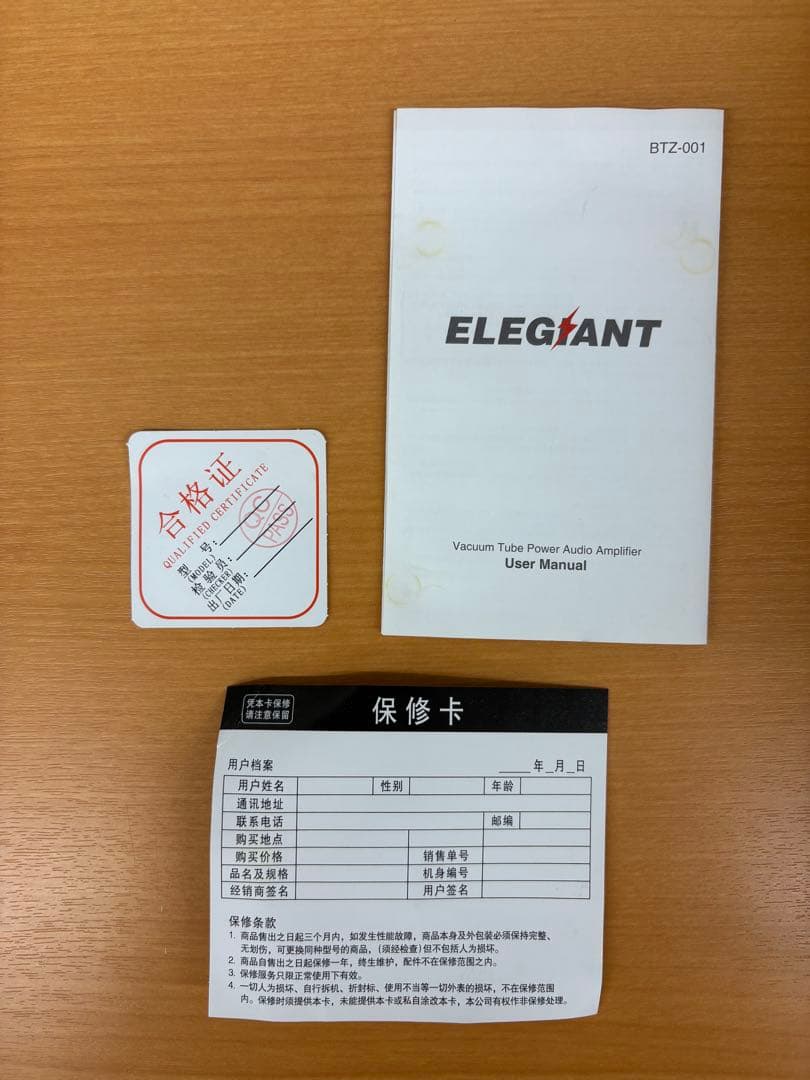 BTZ-001
ELEGIANT
Vacuum Tube Power Audio Amplifier
User Manual
合格证
QUALIFIED CERTIFICATE
QC
PASS
型 号:
(MODEL)
检验员:
(CHECKER)
出厂日期:
(DATE)
凭本卡保修
请注意保留
保修卡
用户档案 _____年_月_日
用户姓名 性别 年龄
通讯地址
联系电话 邮编
购买地点
购买价格 销售单号
品名及规格 机身编号
经销商签名 用户签名
保修条款
1. 商品售出之日起三个月内，如发生性能故障，商品本身及外包装必须保持完整、
无划伤，可更换同种型号的商品，(须经检查)但不包括人为损坏。
2. 商品自售出之日起保修一年，终生维护，配件不在保修范围之内。
3. 保修服务只限正常使用下有效。
4. 一切人为损坏、自行拆机、折封标、使用不当等一切外表的损坏，不在保修范围
内。保修时须提供本卡，未能提供本卡或私自涂改本卡，本公司有权作非保修处理。